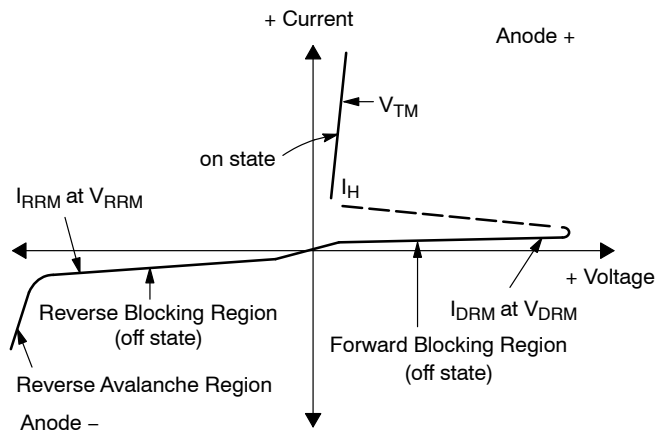 + Current
Anode +
V_TM
on state
I_H
I_RRM at V_RRM
+ Voltage
I_DRM at V_DRM
Reverse Blocking Region
(off state)
Forward Blocking Region
(off state)
Reverse Avalanche Region
Anode −